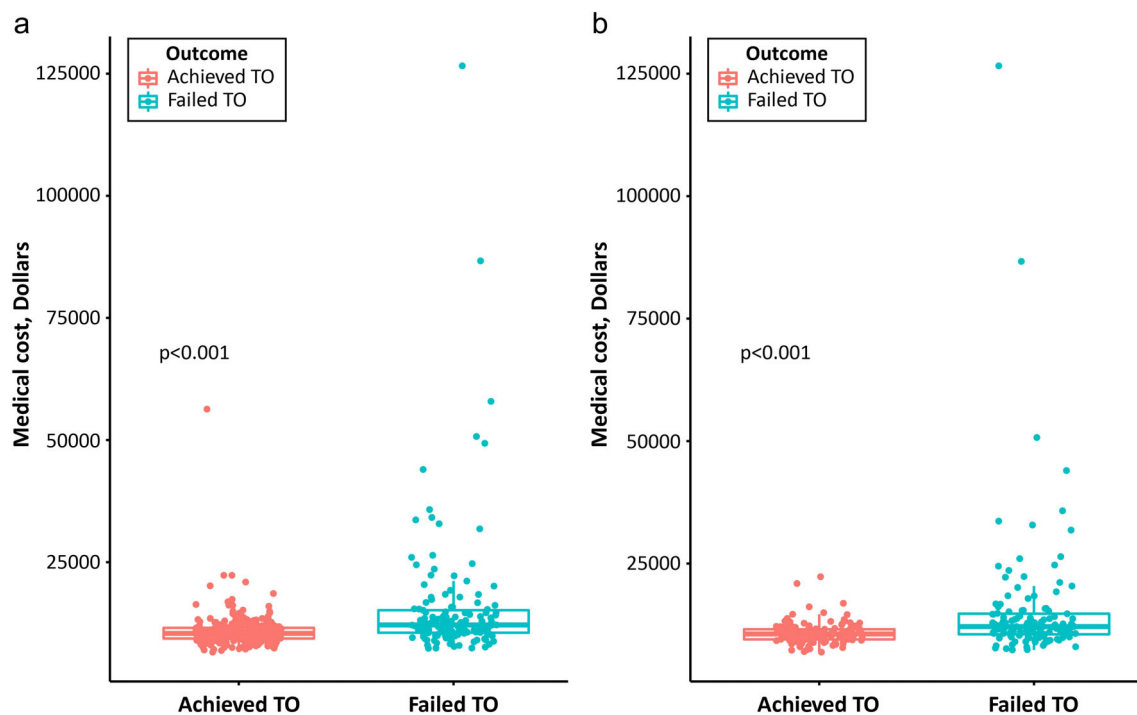 a
Outcome
Achieved TO
Failed TO
125000
100000
75000
50000
25000
Medical cost, Dollars
p<0.001
Achieved TO
Failed TO
b
Outcome
Achieved TO
Failed TO
125000
100000
75000
50000
25000
Medical cost, Dollars
p<0.001
Achieved TO
Failed TO